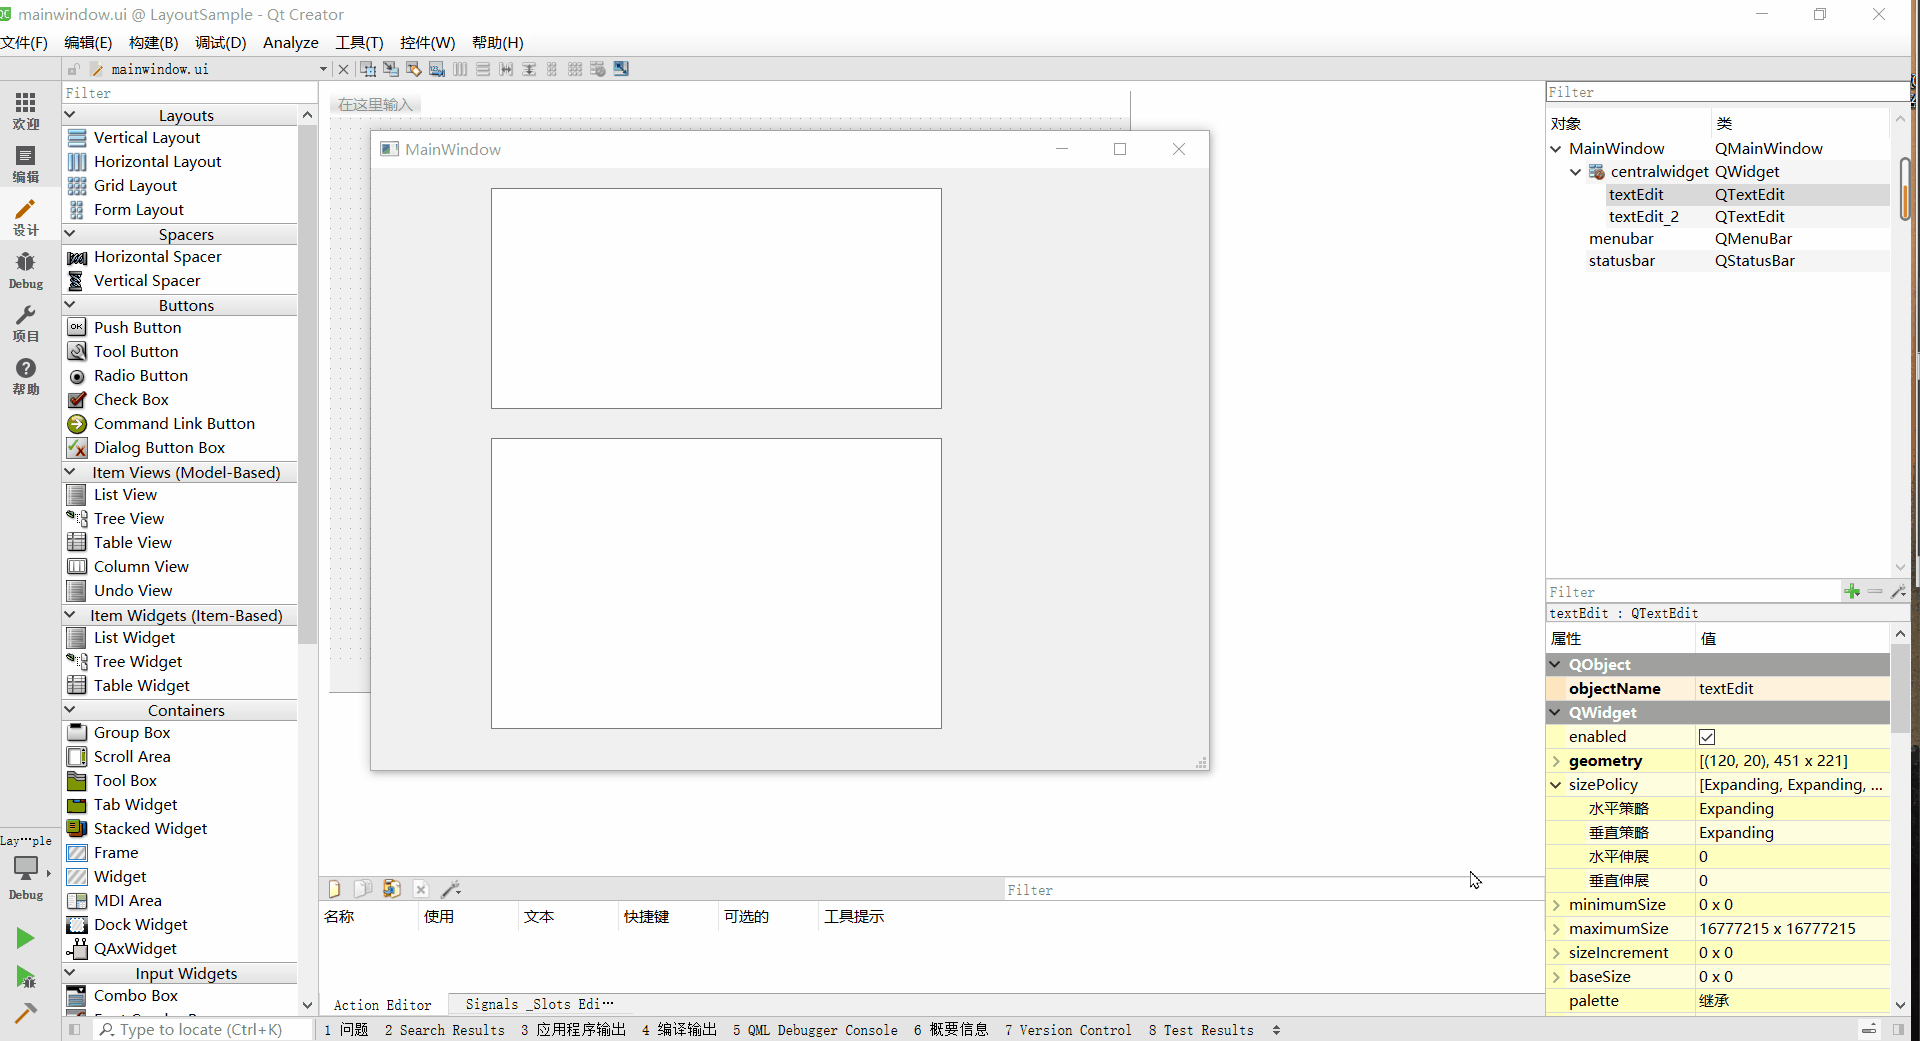 mainwindow.ui @ LayoutSample - Qt Creator
文件(F) 编辑(E) 构建(B) 调试(D) Analyze 工具(T) 控件(W) 帮助(H)
mainwindow.ui
欢迎
编辑
设计
Debug
项目
帮助
Lay···ple
Debug
Filter
Layouts
Vertical Layout
Horizontal Layout
Grid Layout
Form Layout
Spacers
Horizontal Spacer
Vertical Spacer
Buttons
Push Button
Tool Button
Radio Button
Check Box
Command Link Button
Dialog Button Box
Item Views (Model-Based)
List View
Tree View
Table View
Column View
Undo View
Item Widgets (Item-Based)
List Widget
Tree Widget
Table Widget
Containers
Group Box
Scroll Area
Tool Box
Tab Widget
Stacked Widget
Frame
Widget
MDI Area
Dock Widget
QAxWidget
Input Widgets
Combo Box
在这里输入
MainWindow
Filter
名称 使用 文本 快捷键 可选的 工具提示
Action Editor Signals _Slots Edi···
Filter
对象 类
MainWindow QMainWindow
centralwidget QWidget
textEdit QTextEdit
textEdit_2 QTextEdit
menubar QMenuBar
statusbar QStatusBar
Filter
textEdit : QTextEdit
属性 值
QObject
objectName textEdit
QWidget
enabled
geometry [(120, 20), 451 x 221]
sizePolicy [Expanding, Expanding, ...
水平策略 Expanding
垂直策略 Expanding
水平伸展 0
垂直伸展 0
minimumSize 0 x 0
maximumSize 16777215 x 16777215
sizeIncrement 0 x 0
baseSize 0 x 0
palette 继承
Type to locate (Ctrl+K) 1 问题 2 Search Results 3 应用程序输出 4 编译输出 5 QML Debugger Console 6 概要信息 7 Version Control 8 Test Results